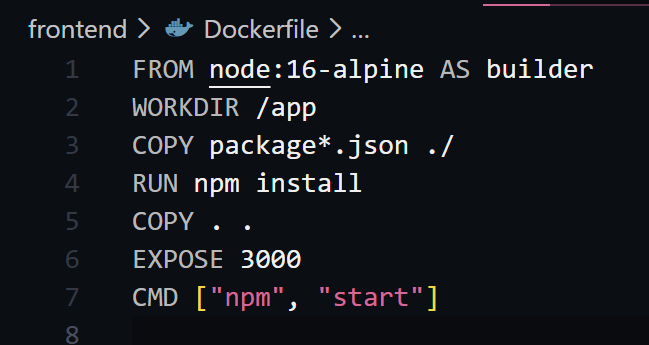 frontend > Dockerfile > ...
1 FROM node:16-alpine AS builder
2 WORKDIR /app
3 COPY package*.json ./
4 RUN npm install
5 COPY . .
6 EXPOSE 3000
7 CMD ["npm", "start"]
8